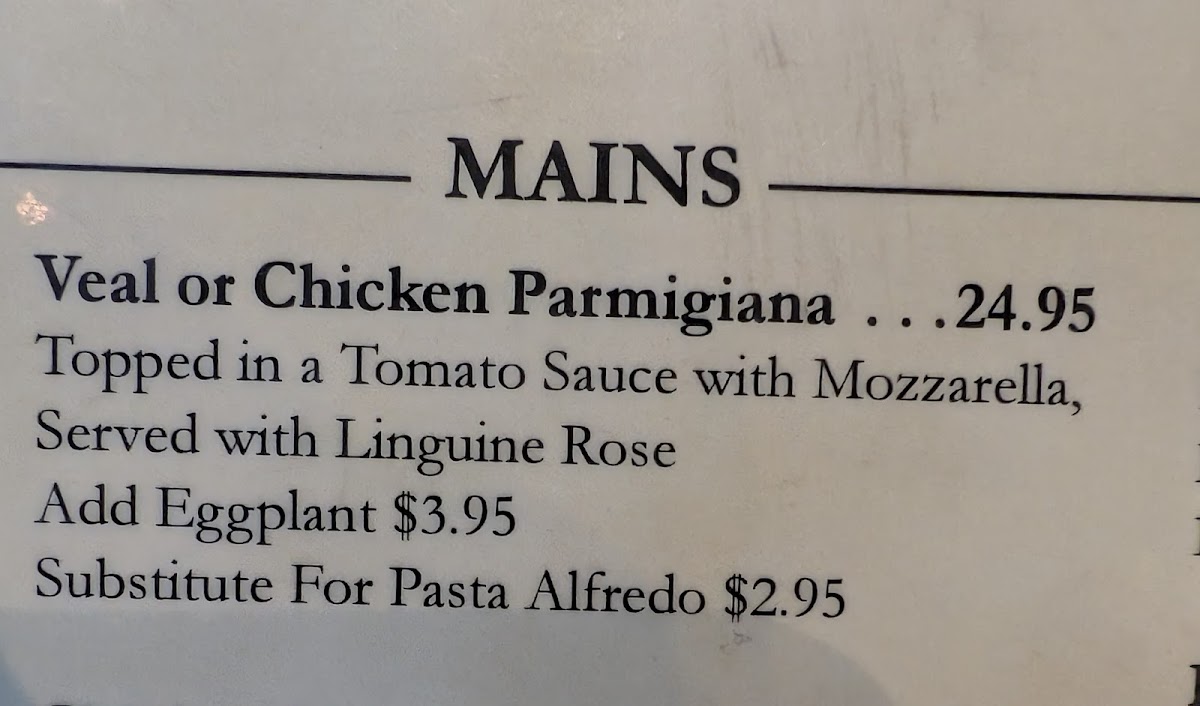 MAINS
Veal or Chicken Parmigiana . . .24.95
Topped in a Tomato Sauce with Mozzarella,
Served with Linguine Rose
Add Eggplant $3.95
Substitute For Pasta Alfredo $2.95